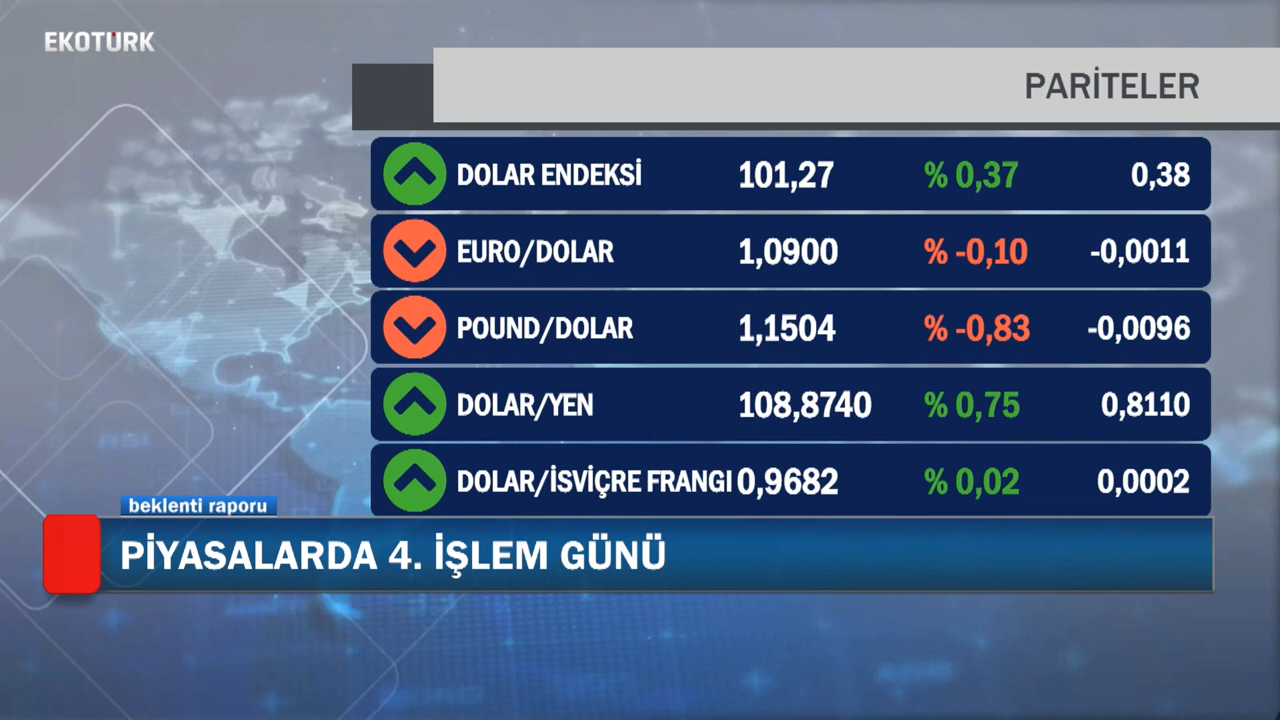 EKOTÜRK
PARİTELER
DOLAR ENDEKSİ 101,27 % 0,37 0,38
EURO/DOLAR 1,0900 % -0,10 -0,0011
POUND/DOLAR 1,1504 % -0,83 -0,0096
DOLAR/YEN 108,8740 % 0,75 0,8110
DOLAR/İSVİÇRE FRANGI 0,9682 % 0,02 0,0002
beklenti raporu
PİYASALARDA 4. İŞLEM GÜNÜ